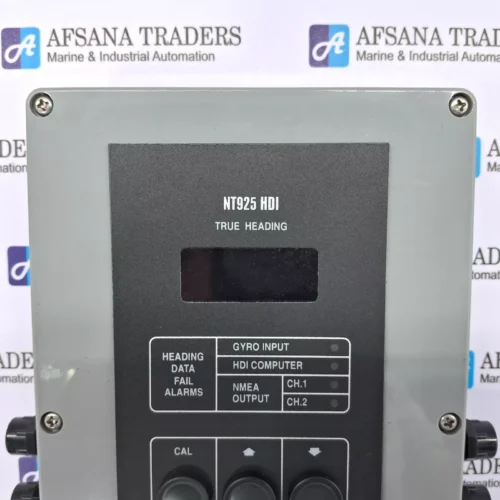 AFSANA TRADERS
Marine & Industrial Automation
AFSANA TRADERS
Marine & Industrial Automation
NT925 HDI
TRUE HEADING
HEADING
DATA
FAIL
ALARMS
GYRO INPUT
HDI COMPUTER
NMEA
OUTPUT
CH.1
CH.2
CAL